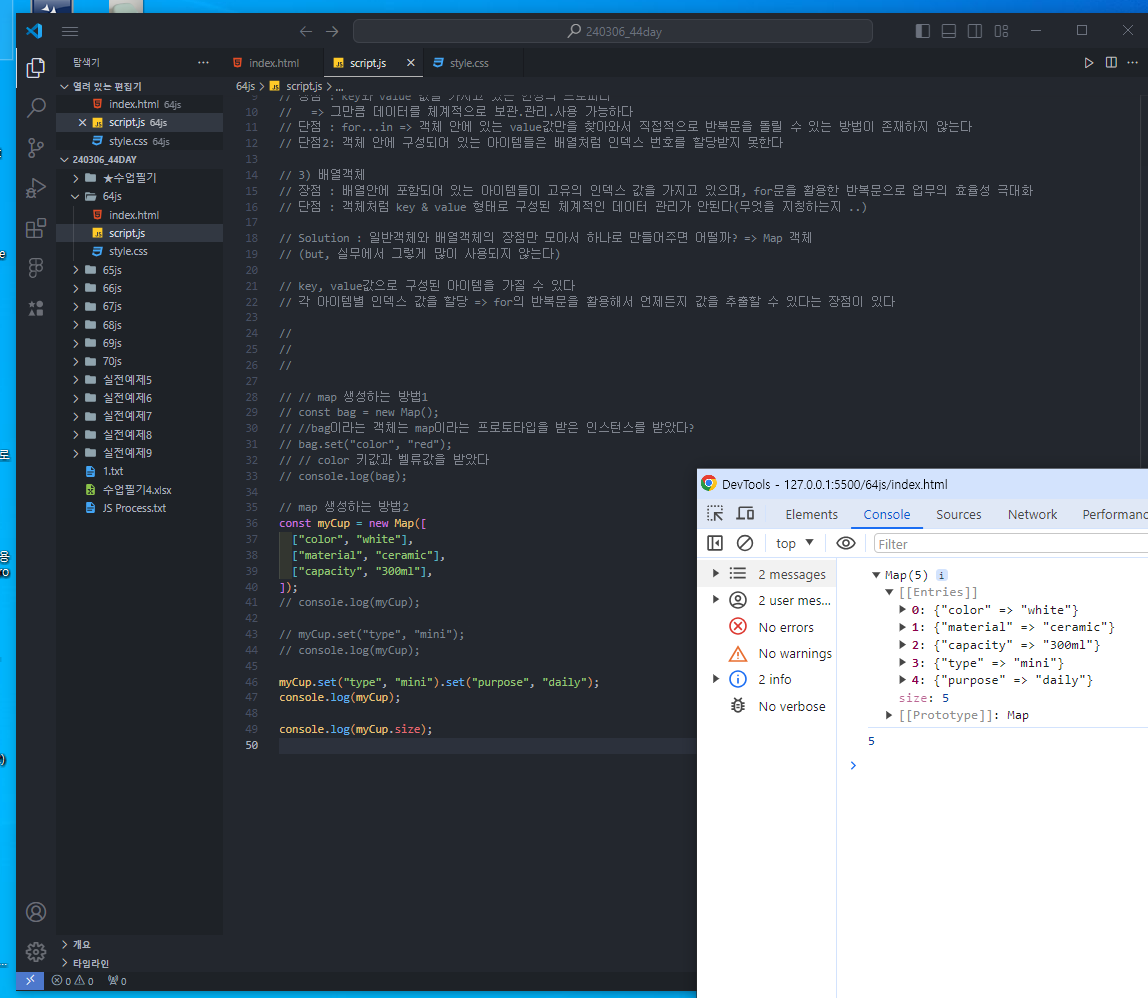 240306_44day
탐색기
index.html
script.js
style.css
열려 있는 편집기
index.html 64js
script.js 64js
style.css 64js
240306_44DAY
★수업필기
64js
index.html
script.js
style.css
65js
66js
67js
68js
69js
70js
실전예제5
실전예제6
실전예제7
실전예제8
실전예제9
1.txt
수업필기4.xlsx
JS Process.txt
개요
타임라인
0 0 0
64js > script.js > ...
9 // 장점 : key와 value 값을 가지고 있는 한쌍의 프로퍼티
10 //   => 그만큼 데이터를 체계적으로 보관.관리.사용 가능하다
11 // 단점 : for...in => 객체 안에 있는 value값만을 찾아와서 직접적으로 반복문을 돌릴 수 있는 방법이 존재하지 않는다
12 // 단점2: 객체 안에 구성되어 있는 아이템들은 배열처럼 인덱스 번호를 할당받지 못한다
13
14 // 3) 배열객체
15 // 장점 : 배열안에 포함되어 있는 아이템들이 고유의 인덱스 값을 가지고 있으며, for문을 활용한 반복문으로 업무의 효율성 극대화
16 // 단점 : 객체처럼 key & value 형태로 구성된 체계적인 데이터 관리가 안된다(무엇을 지칭하는지 ..)
17
18 // Solution : 일반객체와 배열객체의 장점만 모아서 하나로 만들어주면 어떨까? => Map 객체
19 // (but, 실무에서 그렇게 많이 사용되지 않는다)
20
21 // key, value값으로 구성된 아이템을 가질 수 있다
22 // 각 아이템별 인덱스 값을 할당 => for의 반복문을 활용해서 언제든지 값을 추출할 수 있다는 장점이 있다
23
24 //
25 //
26 //
27
28 // // map 생성하는 방법1
29 // const bag = new Map();
30 // //bag이라는 객체는 map이라는 프로토타입을 받은 인스턴스를 받았다?
31 // bag.set("color", "red");
32 // // color 키값과 벨류값을 받았다
33 // console.log(bag);
34
35 // map 생성하는 방법2
36 const myCup = new Map([
37   ["color", "white"],
38   ["material", "ceramic"],
39   ["capacity", "300ml"],
40 ]);
41 // console.log(myCup);
42
43 // myCup.set("type", "mini");
44 // console.log(myCup);
45
46 myCup.set("type", "mini").set("purpose", "daily");
47 console.log(myCup);
48
49 console.log(myCup.size);
50
DevTools - 127.0.0.1:5500/64js/index.html
Elements Console Sources Network Performanc
top Filter
2 messages
2 user mes...
No errors
No warnings
2 info
No verbose
Map(5) i
[[Entries]]
0: {"color" => "white"}
1: {"material" => "ceramic"}
2: {"capacity" => "300ml"}
3: {"type" => "mini"}
4: {"purpose" => "daily"}
size: 5
[[Prototype]]: Map
5